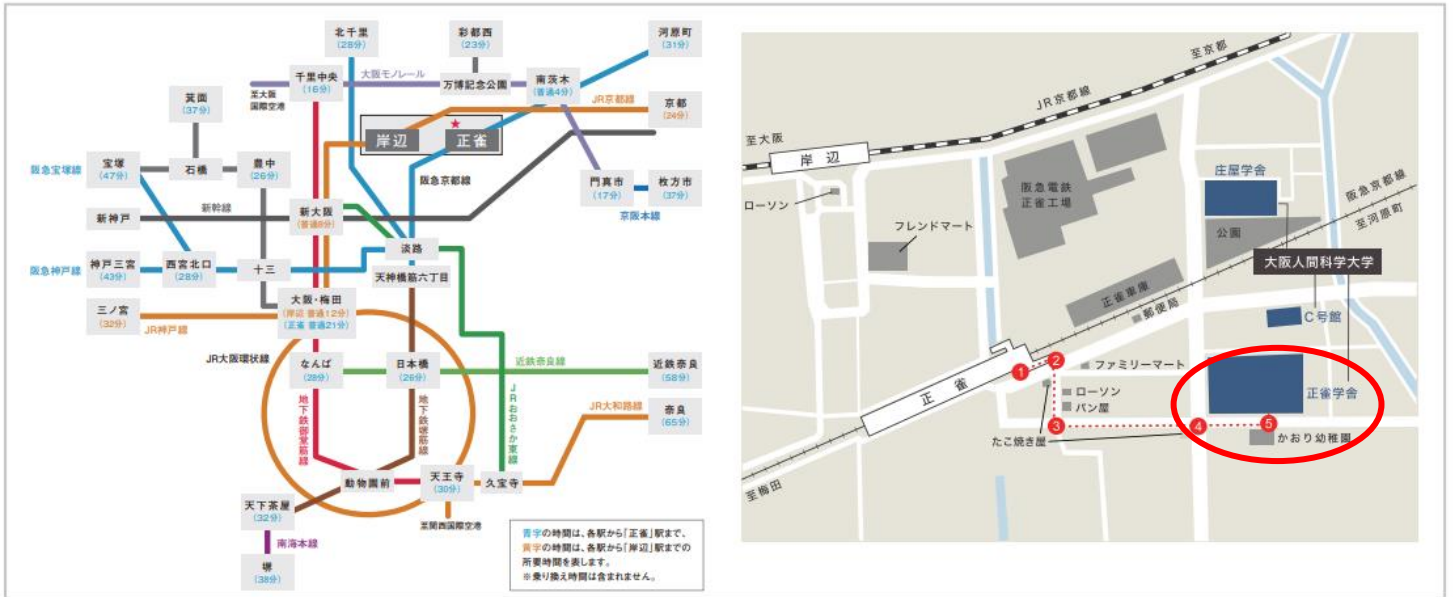 北千里
(28分)
彩都西
(23分)
河原町
(31分)
千里中央
(16分)
大阪モノレール
万博記念公園
南茨木
(普通4分)
至大阪
国際空港
箕面
(37分)
JR京都線
京都
(24分)
★
岸辺
正雀
阪急宝塚線
宝塚
(47分)
石橋
豊中
(26分)
阪急京都線
門真市
(17分)
枚方市
(37分)
京阪本線
新神戸
新幹線
新大阪
(普通8分)
淡路
阪急神戸線
神戸三宮
(43分)
西宮北口
(28分)
十三
天神橋筋六丁目
三ノ宮
(32分)
JR神戸線
大阪・梅田
(岸辺 普通12分)
(正雀 普通21分)
JR大阪環状線
なんば
(28分)
日本橋
(26分)
近鉄奈良線
近鉄奈良
(58分)
地下鉄御堂筋線
地下鉄堺筋線
JRおおさか東線
JR大和路線
奈良
(65分)
動物園前
天王寺
(30分)
久宝寺
至関西国際空港
天下茶屋
(32分)
南海本線
堺
(38分)
青字の時間は、各駅から「正雀」駅まで、
黄字の時間は、各駅から「岸辺」駅までの
所要時間を表します。
※乗り換え時間は含まれません。
至京都
JR京都線
至大阪
岸辺
ローソン
阪急電鉄
正雀工場
庄屋学舎
阪急京都線
至河原町
フレンドマート
公園
大阪人間科学大学
正雀車庫
郵便局
C号館
正雀
1
2
ファミリーマート
ローソン
パン屋
正雀学舎
3
4
5
たこ焼き屋
かおり幼稚園
至梅田